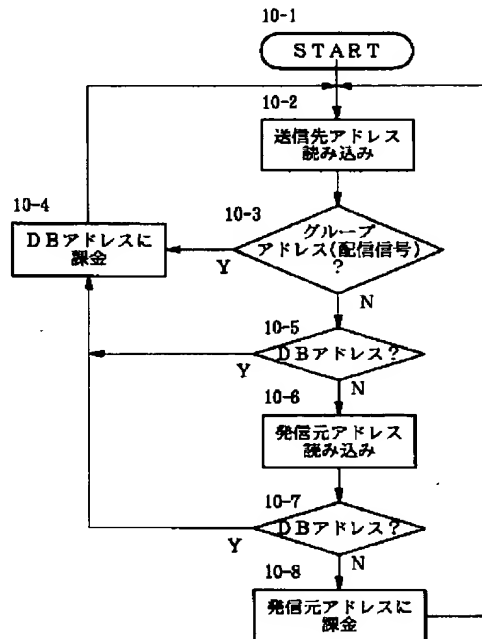 10-1
START
10-2
送信先アドレス
読み込み
10-4
DBアドレスに
課金
10-3
グループ
アドレス(配信信号)
?
Y
N
10-5
DBアドレス?
Y
N
10-6
発信元アドレス
読み込み
10-7
DBアドレス?
Y
N
10-8
発信元アドレスに
課金